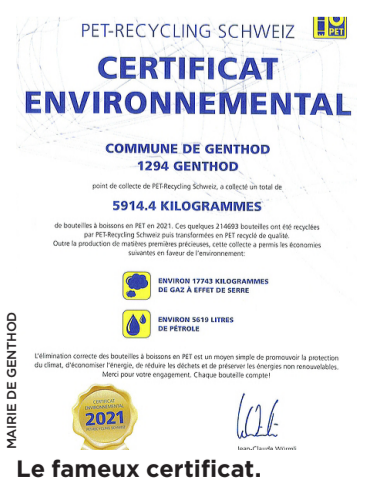 PET-RECYCLING SCHWEIZ
PET
CERTIFICAT
ENVIRONNEMENTAL
COMMUNE DE GENTHOD
1294 GENTHOD
point de collecte de PET-Recycling Schweiz, a collecté un total de
5914.4 KILOGRAMMES
de bouteilles à boissons en PET en 2021. Ces quelques 214693 bouteilles ont été recyclées
par PET-Recycling Schweiz puis transformées en PET recyclé de qualité.
Outre la production de matières premières précieuses, cette collecte a permis les économies
suivantes en faveur de l'environnement:
ENVIRON 17743 KILOGRAMMES
DE GAZ À EFFET DE SERRE
ENVIRON 5619 LITRES
DE PÉTROLE
L'élimination correcte des bouteilles à boissons en PET est un moyen simple de promouvoir la protection
du climat, d'économiser l'énergie, de réduire les déchets et de préserver les énergies non renouvelables.
Merci pour votre engagement. Chaque bouteille compte!
CERTIFICAT
ENVIRONNEMENTAL
2021
Jean-Claude Würmli
MAIRIE DE GENTHOD
Le fameux certificat.